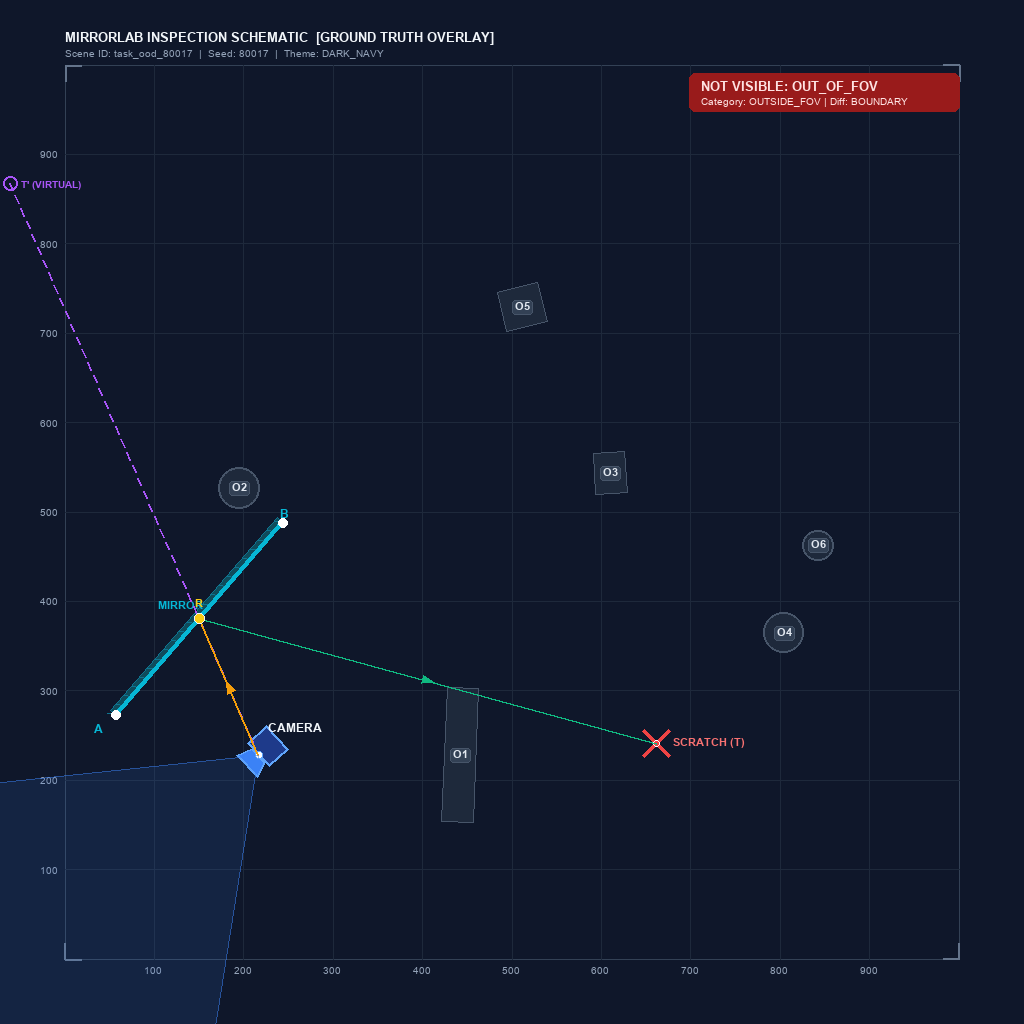 MIRRORLAB INSPECTION SCHEMATIC [GROUND TRUTH OVERLAY]
Scene ID: task_ood_80017 | Seed: 80017 | Theme: DARK_NAVY
NOT VISIBLE: OUT_OF_FOV
Category: OUTSIDE_FOV | Diff: BOUNDARY
900
T' (VIRTUAL)
800
O5
700
600
O3
O2
500
B
O6
400
MIRROR
R
O4
300
A
CAMERA
SCRATCH (T)
O1
200
100
100 200 300 400 500 600 700 800 900